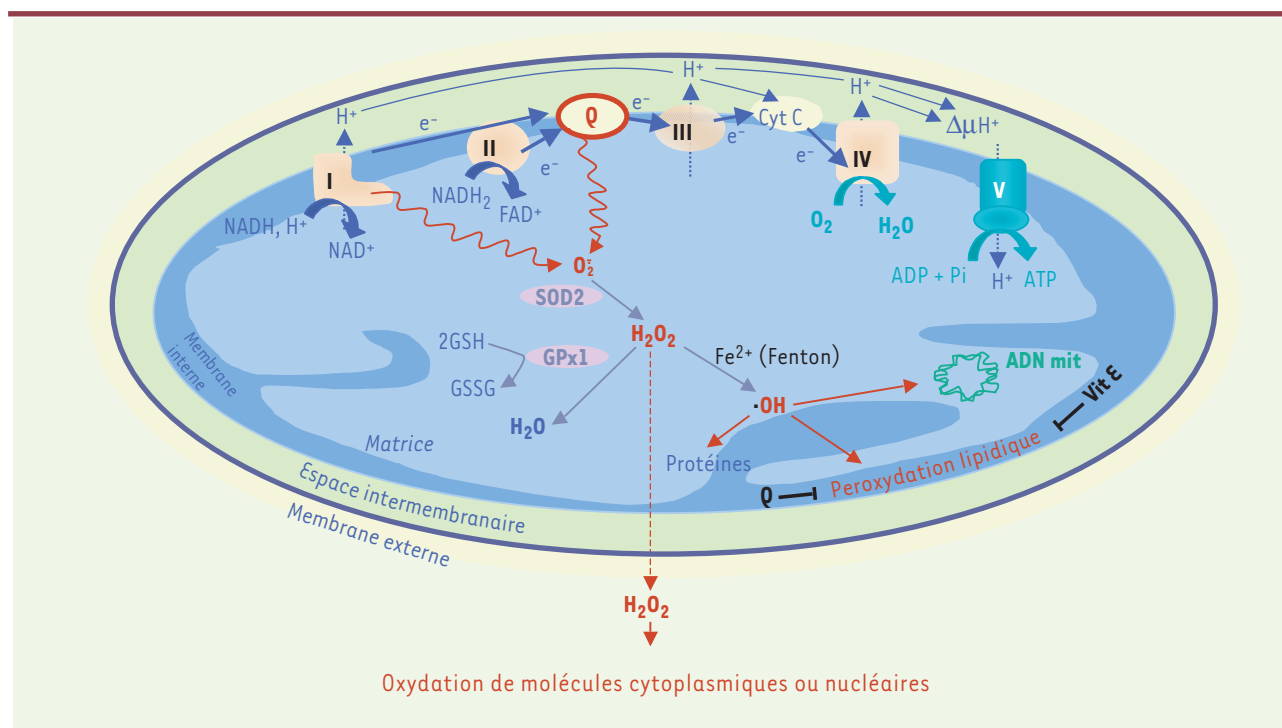 H⁺
H⁺
H⁺
e⁻
Q
e⁻
III
e⁻
Cyt C
e⁻
IV
ΔμH⁺
II
e⁻
I
V
NADH₂
FAD⁺
NADH, H⁺
NAD⁺
O₂
H₂O
O₂⁻̇
ADP + Pi
H⁺
ATP
SOD2
H₂O₂
2GSH
GPx1
GSSG
H₂O
Fe²⁺ (Fenton)
·OH
ADN mit
Vit E
Membrane
interne
Matrice
Protéines
Q
Peroxydation lipidique
Espace intermembranaire
Membrane externe
H₂O₂
Oxydation de molécules cytoplasmiques ou nucléaires